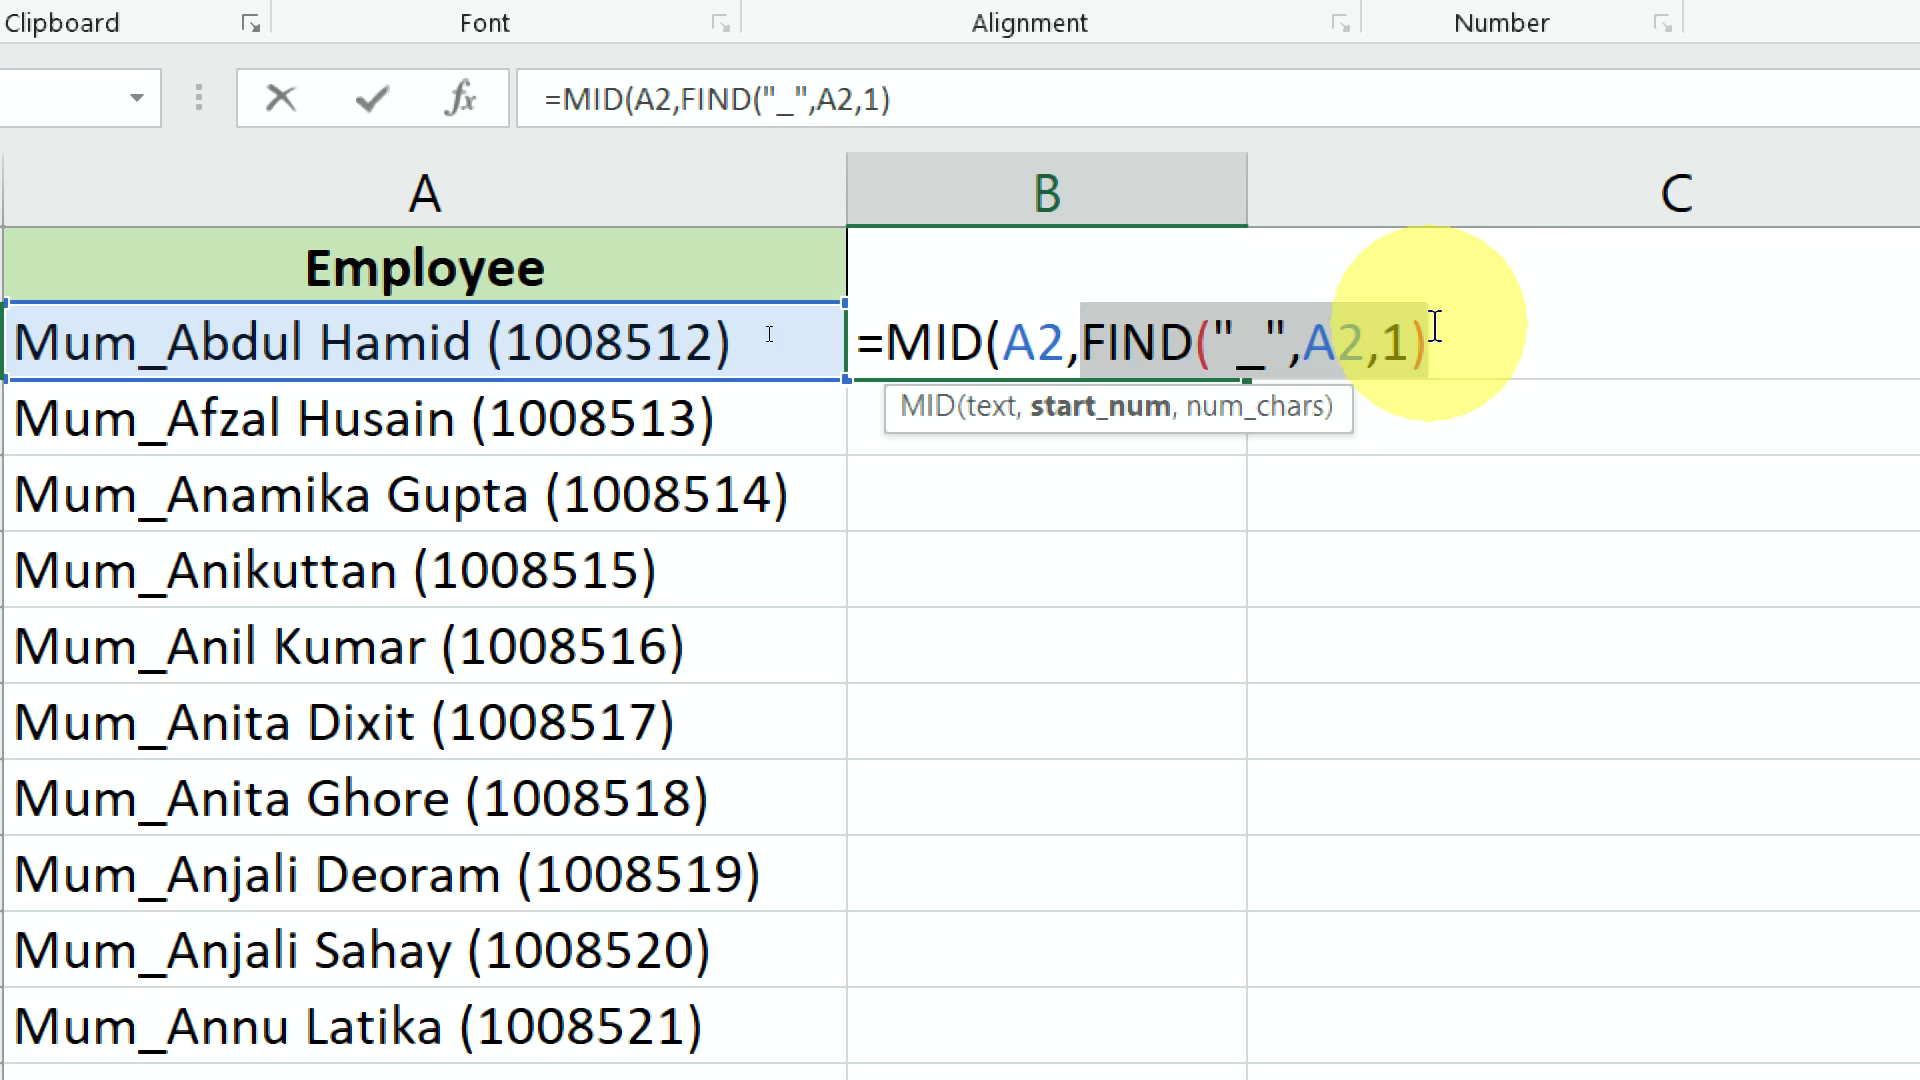 Clipboard Font Alignment Number
fx =MID(A2,FIND("_",A2,1)
A B C
Employee
Mum_Abdul Hamid (1008512) =MID(A2,FIND("_",A2,1)
MID(text, start_num, num_chars)
Mum_Afzal Husain (1008513)
Mum_Anamika Gupta (1008514)
Mum_Anikuttan (1008515)
Mum_Anil Kumar (1008516)
Mum_Anita Dixit (1008517)
Mum_Anita Ghore (1008518)
Mum_Anjali Deoram (1008519)
Mum_Anjali Sahay (1008520)
Mum_Annu Latika (1008521)